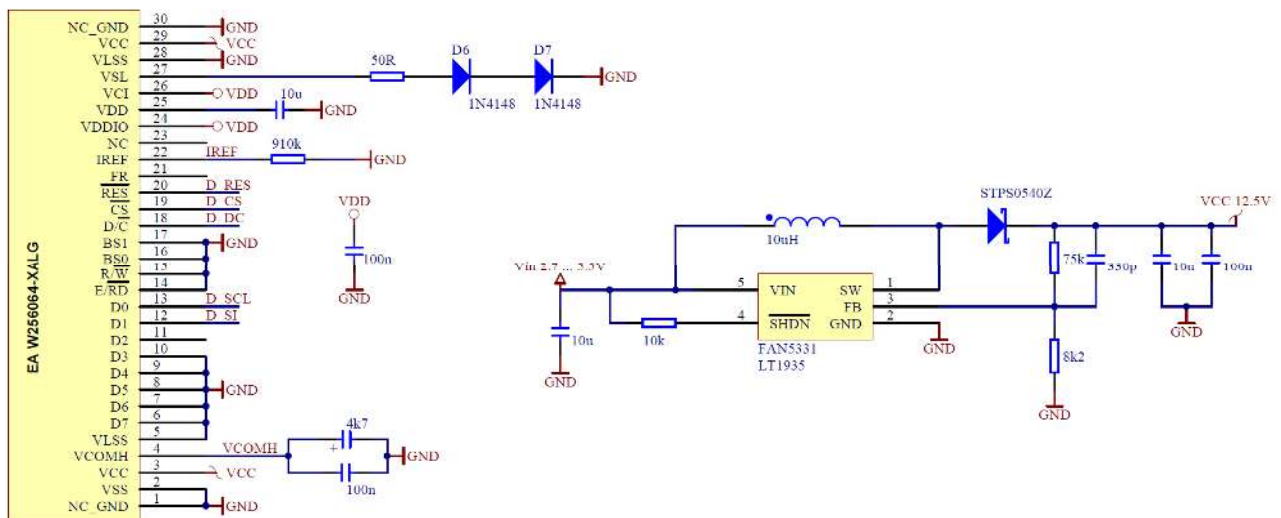 EA W256064-XALG
NC_GND 30 GND
VCC 29 VCC
VLSS 28 GND
VSL 27
50R
D6
1N4148
D7
1N4148
GND
VCI 26 VDD
VDD 25
10u
GND
VDDIO 24 VDD
NC 23
IREF 22 IREF
910k
GND
FR 21
RES 20 D_RES
CS 19 D_CS
D/C 18 D_DC
BS1 17 GND
BS0 16
R/W 15
E/RD 14
D0 13 D_SCL
D1 12 D_SI
D2 11
D3 10
D4 9
D5 8 GND
D6 7
D7 6
VLSS 5
VCOMH 4 VCOMH
4k7
+
100n
GND
VCC 3 VCC
VSS 2
NC_GND 1 GND
VDD
100n
GND
STPS0540Z
VCC 12.5V
10uH
75k
330p
10u
100n
GND
Vin 2.7 ... 5.5V
5 VIN SW 1
FB 3
4 SHDN GND 2
GND
10u
GND
10k
FAN5331
LT1935
8k2
GND